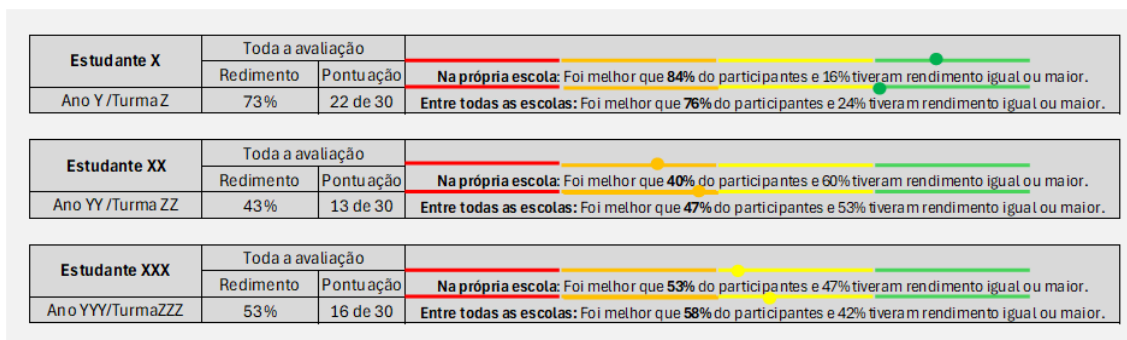 Estudante X
Toda a avaliação
Redimento
Pontuação
Na própria escola: Foi melhor que 84% do participantes e 16% tiveram rendimento igual ou maior.
Ano Y /Turma Z
73%
22 de 30
Entre todas as escolas: Foi melhor que 76% do participantes e 24% tiveram rendimento igual ou maior.
Estudante XX
Toda a avaliação
Redimento
Pontuação
Na própria escola: Foi melhor que 40% do participantes e 60% tiveram rendimento igual ou maior.
Ano YY /Turma ZZ
43%
13 de 30
Entre todas as escolas: Foi melhor que 47% do participantes e 53% tiveram rendimento igual ou maior.
Estudante XXX
Toda a avaliação
Redimento
Pontuação
Na própria escola: Foi melhor que 53% do participantes e 47% tiveram rendimento igual ou maior.
Ano YYY/TurmaZZZ
53%
16 de 30
Entre todas as escolas: Foi melhor que 58% do participantes e 42% tiveram rendimento igual ou maior.